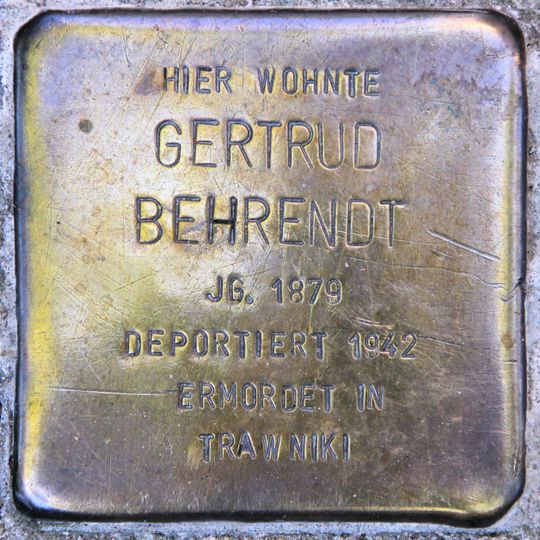 HIER WOHNTE
GERTRUD
BEHRENDT
JG. 1879
DEPORTIERT 1942
ERMORDET IN
TRAWNIKI